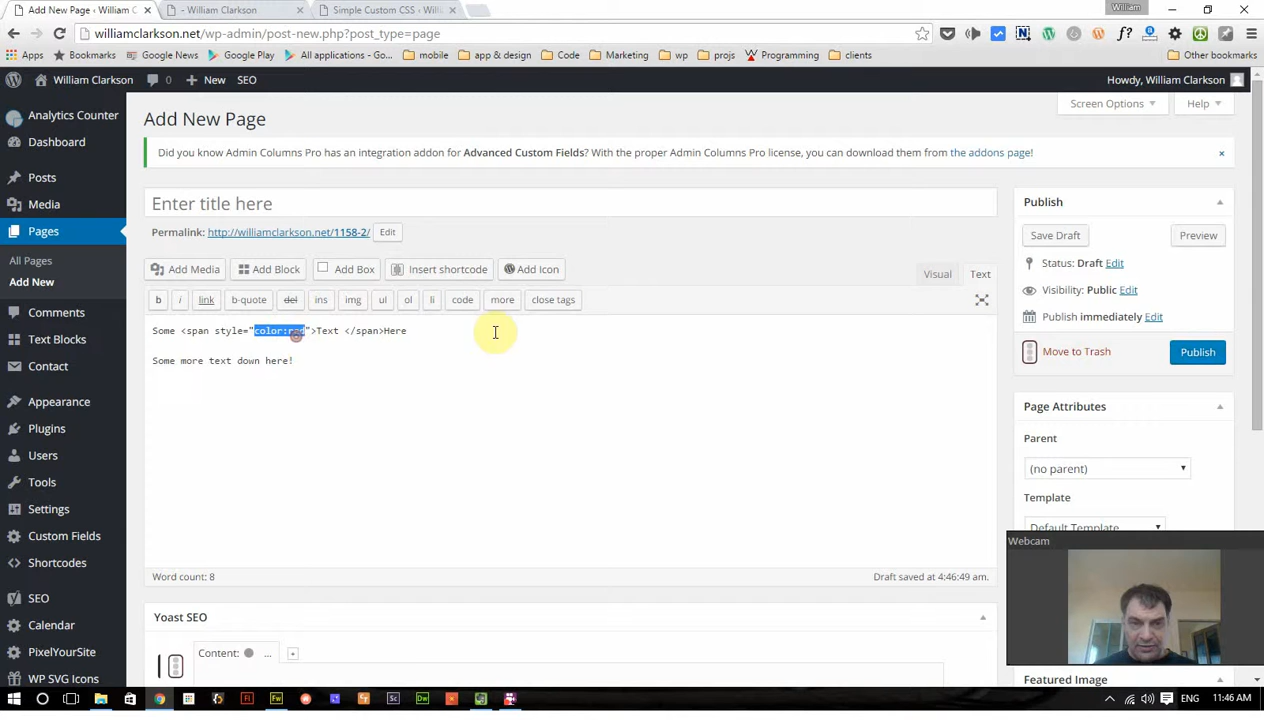 Add New Page ‹ William C
- William Clarkson
Simple Custom CSS ‹ Willi
William
williamclarkson.net/wp-admin/post-new.php?post_type=page
Apps
Bookmarks
Google News
Google Play
All applications - Go...
mobile
app & design
Code
Marketing
wp
projs
Programming
clients
Other bookmarks
William Clarkson
0
+ New
SEO
Howdy, William Clarkson
Analytics Counter
Dashboard
Posts
Media
Pages
All Pages
Add New
Comments
Text Blocks
Contact
Appearance
Plugins
Users
Tools
Settings
Custom Fields
Shortcodes
SEO
Calendar
PixelYourSite
WP SVG Icons
Add New Page
Screen Options
Help
Did you know Admin Columns Pro has an integration addon for Advanced Custom Fields? With the proper Admin Columns Pro license, you can download them from the addons page!
Enter title here
Permalink: http://williamclarkson.net/1158-2/ Edit
Add Media
Add Block
Add Box
Insert shortcode
Add Icon
Visual
Text
b
i
link
b-quote
del
ins
img
ul
ol
li
code
more
close tags
Some <span style="color:red">Text </span>Here
Some more text down here!
Word count: 8
Draft saved at 4:46:49 am.
Yoast SEO
Content:
...
+
Publish
Save Draft
Preview
Status: Draft Edit
Visibility: Public Edit
Publish immediately Edit
Move to Trash
Publish
Page Attributes
Parent
(no parent)
Template
Default Template
Webcam
Featured Image
ENG
11:46 AM